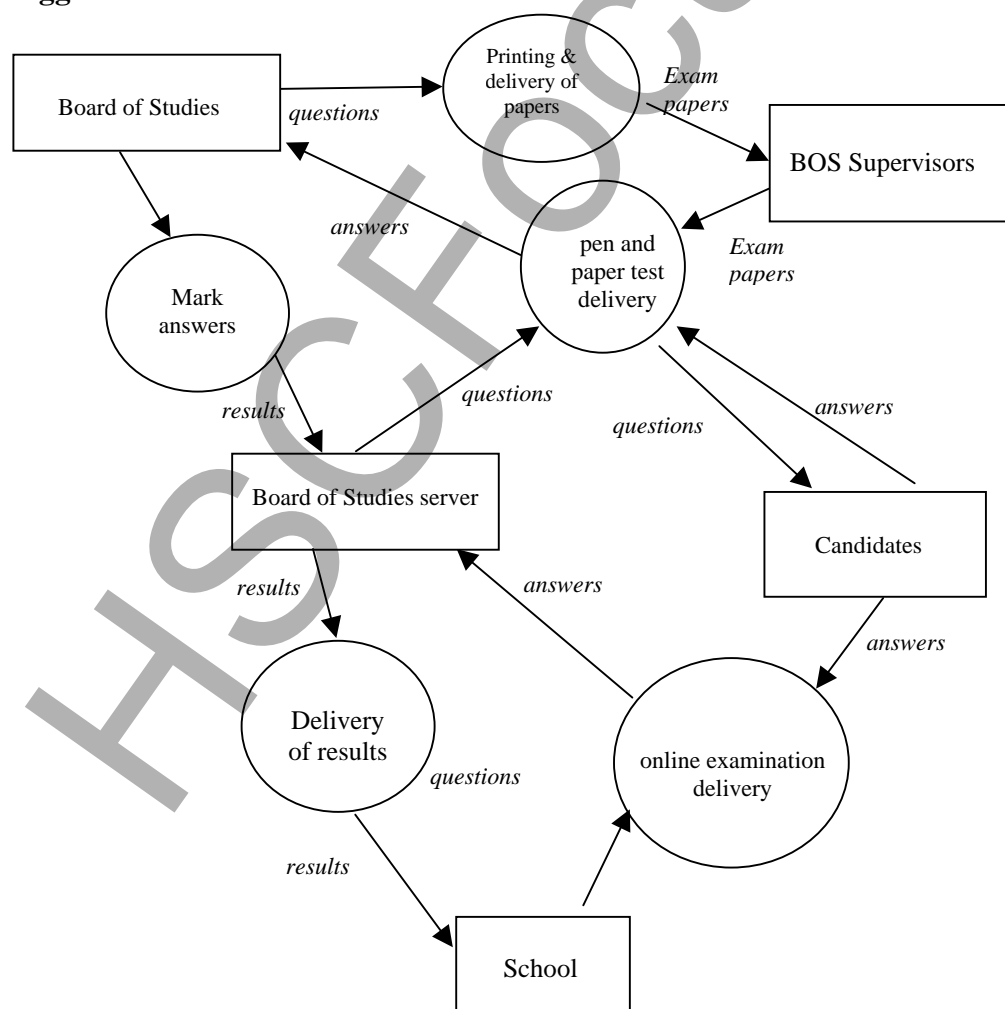 gg
Printing &
delivery of
papers
Exam
papers
Board of Studies
questions
BOS Supervisors
answers
pen and
paper test
delivery
Exam
papers
Mark
answers
results
questions
questions
answers
Board of Studies server
Candidates
results
answers
answers
Delivery
of results
questions
online examination
delivery
results
School
HSCFoc